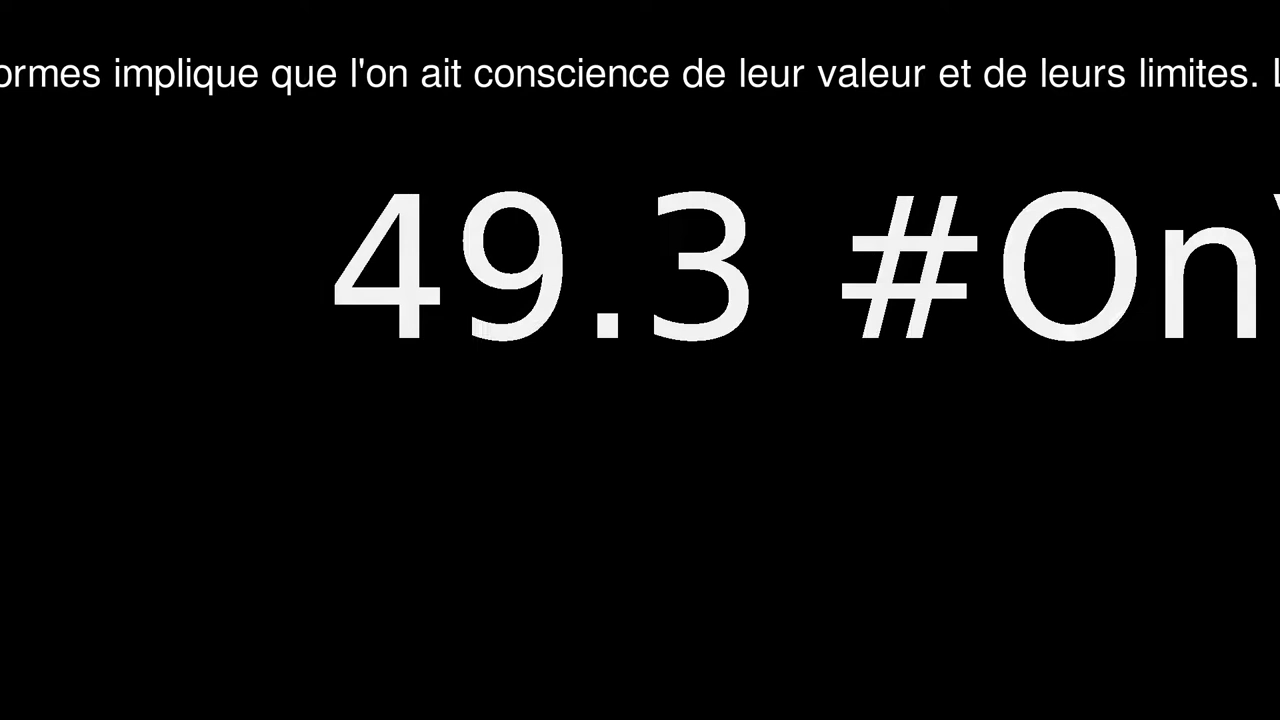 ormes implique que l'on ait conscience de leur valeur et de leurs limites. L
49.3 #On